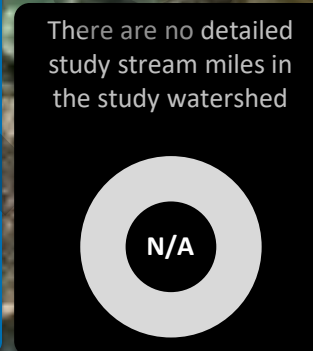 There are no detailed
study stream miles in
the study watershed
N/A